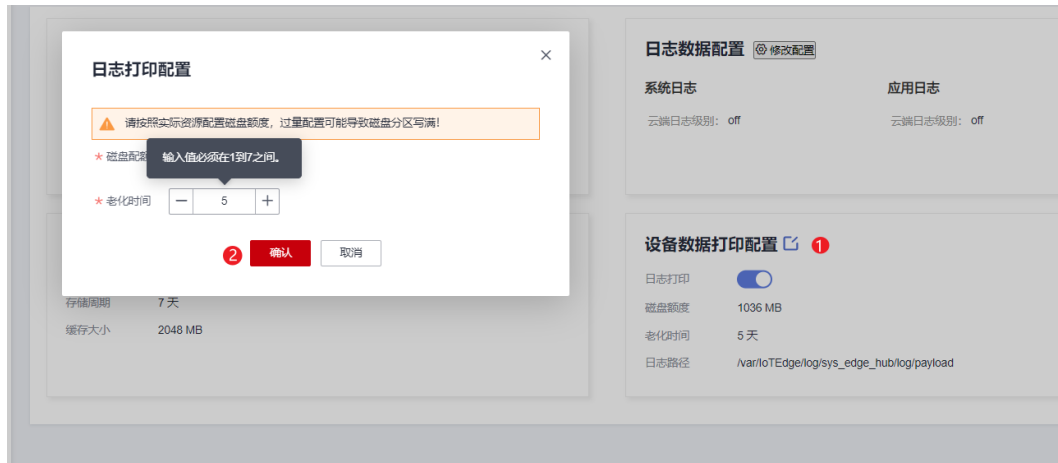 日志打印配置
请按照实际资源配置磁盘额度，过量配置可能导致磁盘分区写满！
* 磁盘配额
输入值必须在1到7之间。
* 老化时间 — 5 +
2 确认 取消
存储周期 7 天
缓存大小 2048 MB
日志数据配置 修改配置
系统日志 应用日志
云端日志级别： off 云端日志级别： off
设备数据打印配置 1
日志打印
磁盘额度 1036 MB
老化时间 5 天
日志路径 /var/IoTEdge/log/sys_edge_hub/log/payload